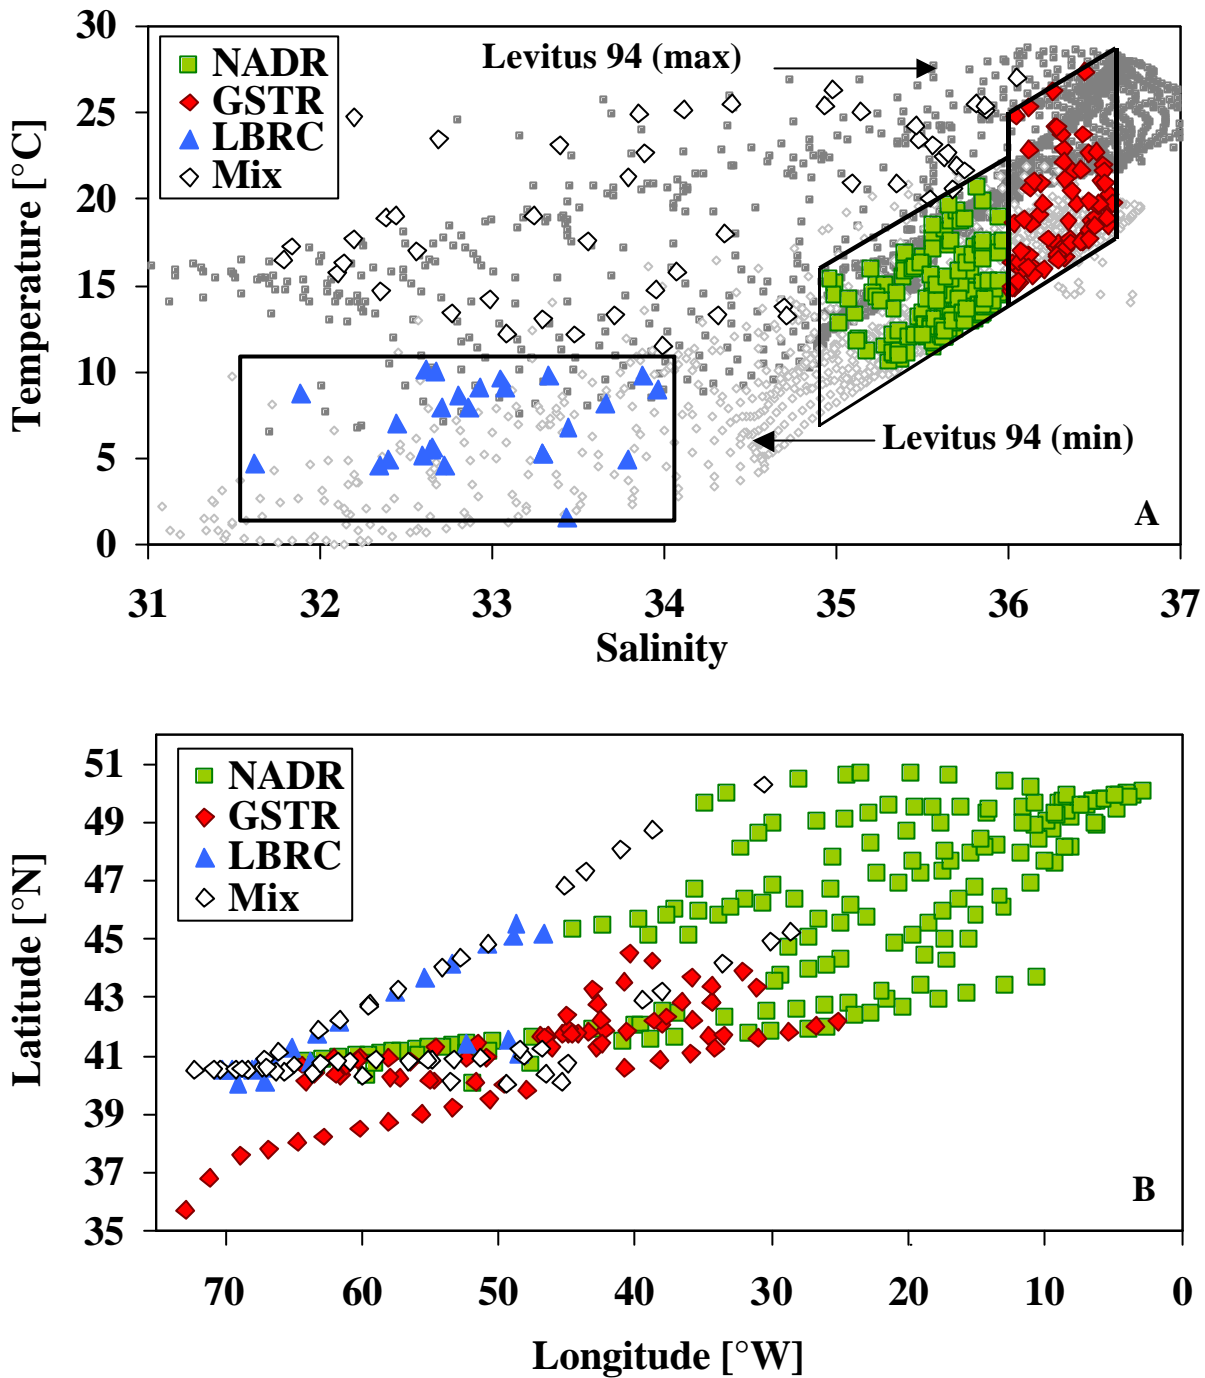 30
25
20
15
10
5
0
Temperature [°C]
NADR
GSTR
LBRC
Mix
Levitus 94 (max)
Levitus 94 (min)
A
31 32 33 34 35 36 37
Salinity
51
49
47
45
43
41
39
37
35
Latitude [°N]
NADR
GSTR
LBRC
Mix
B
70 60 50 40 30 20 10 0
Longitude [°W]